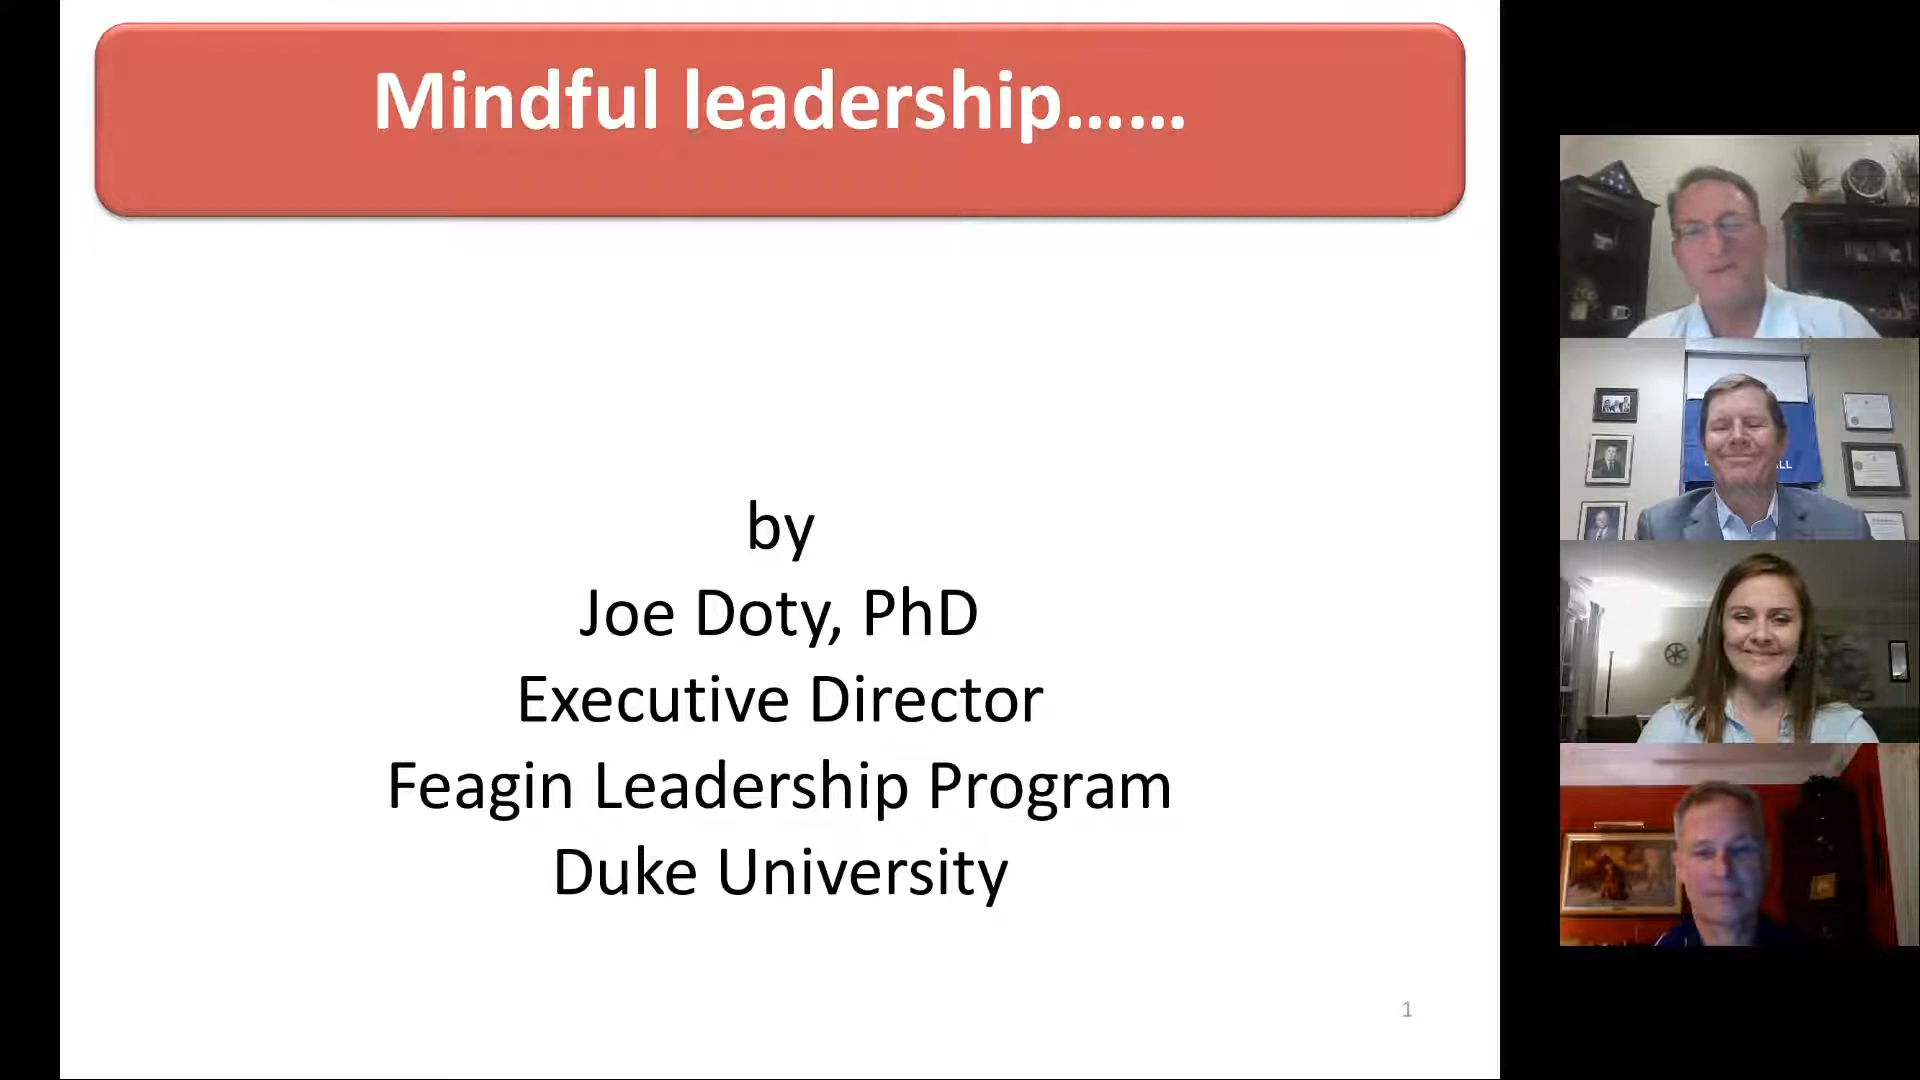 Mindful leadership......
by
Joe Doty, PhD
Executive Director
Feagin Leadership Program
Duke University
1